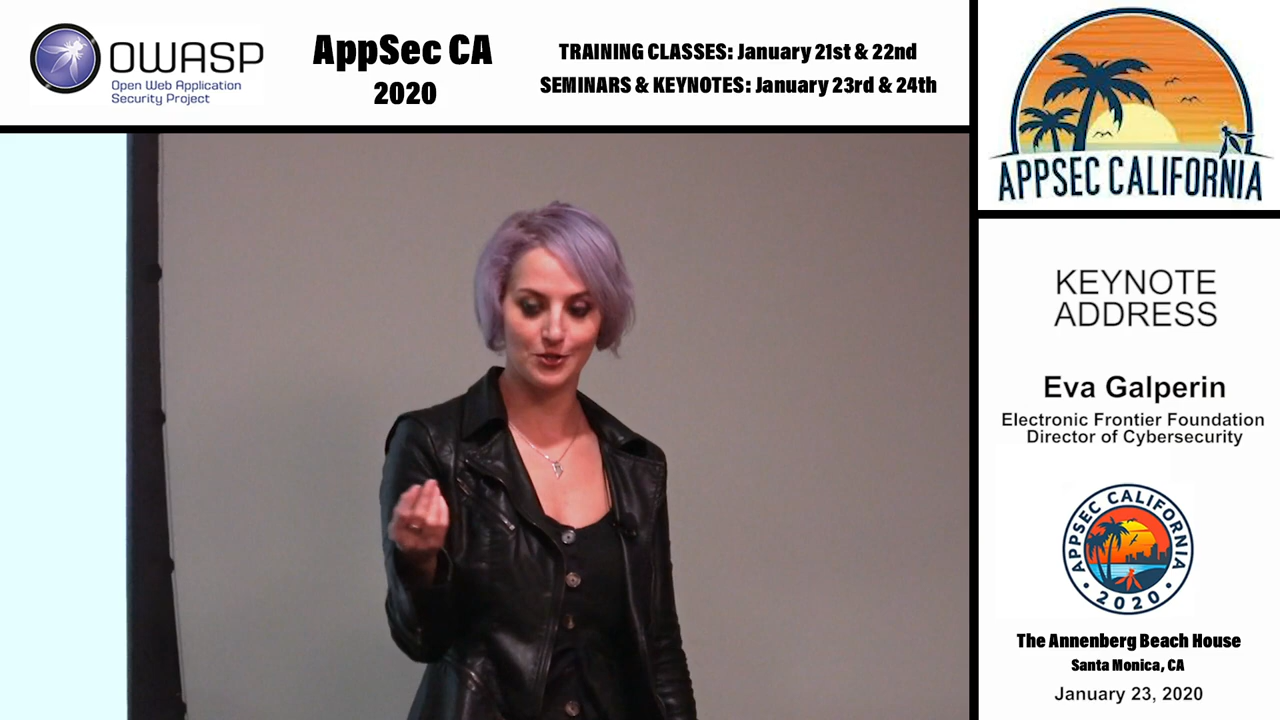 OWASP
Open Web Application
Security Project
AppSec CA
2020
TRAINING CLASSES: January 21st & 22nd
SEMINARS & KEYNOTES: January 23rd & 24th
APPSEC CALIFORNIA
KEYNOTE
ADDRESS
Eva Galperin
Electronic Frontier Foundation
Director of Cybersecurity
APPSEC CALIFORNIA
• 2020 •
The Annenberg Beach House
Santa Monica, CA
January 23, 2020